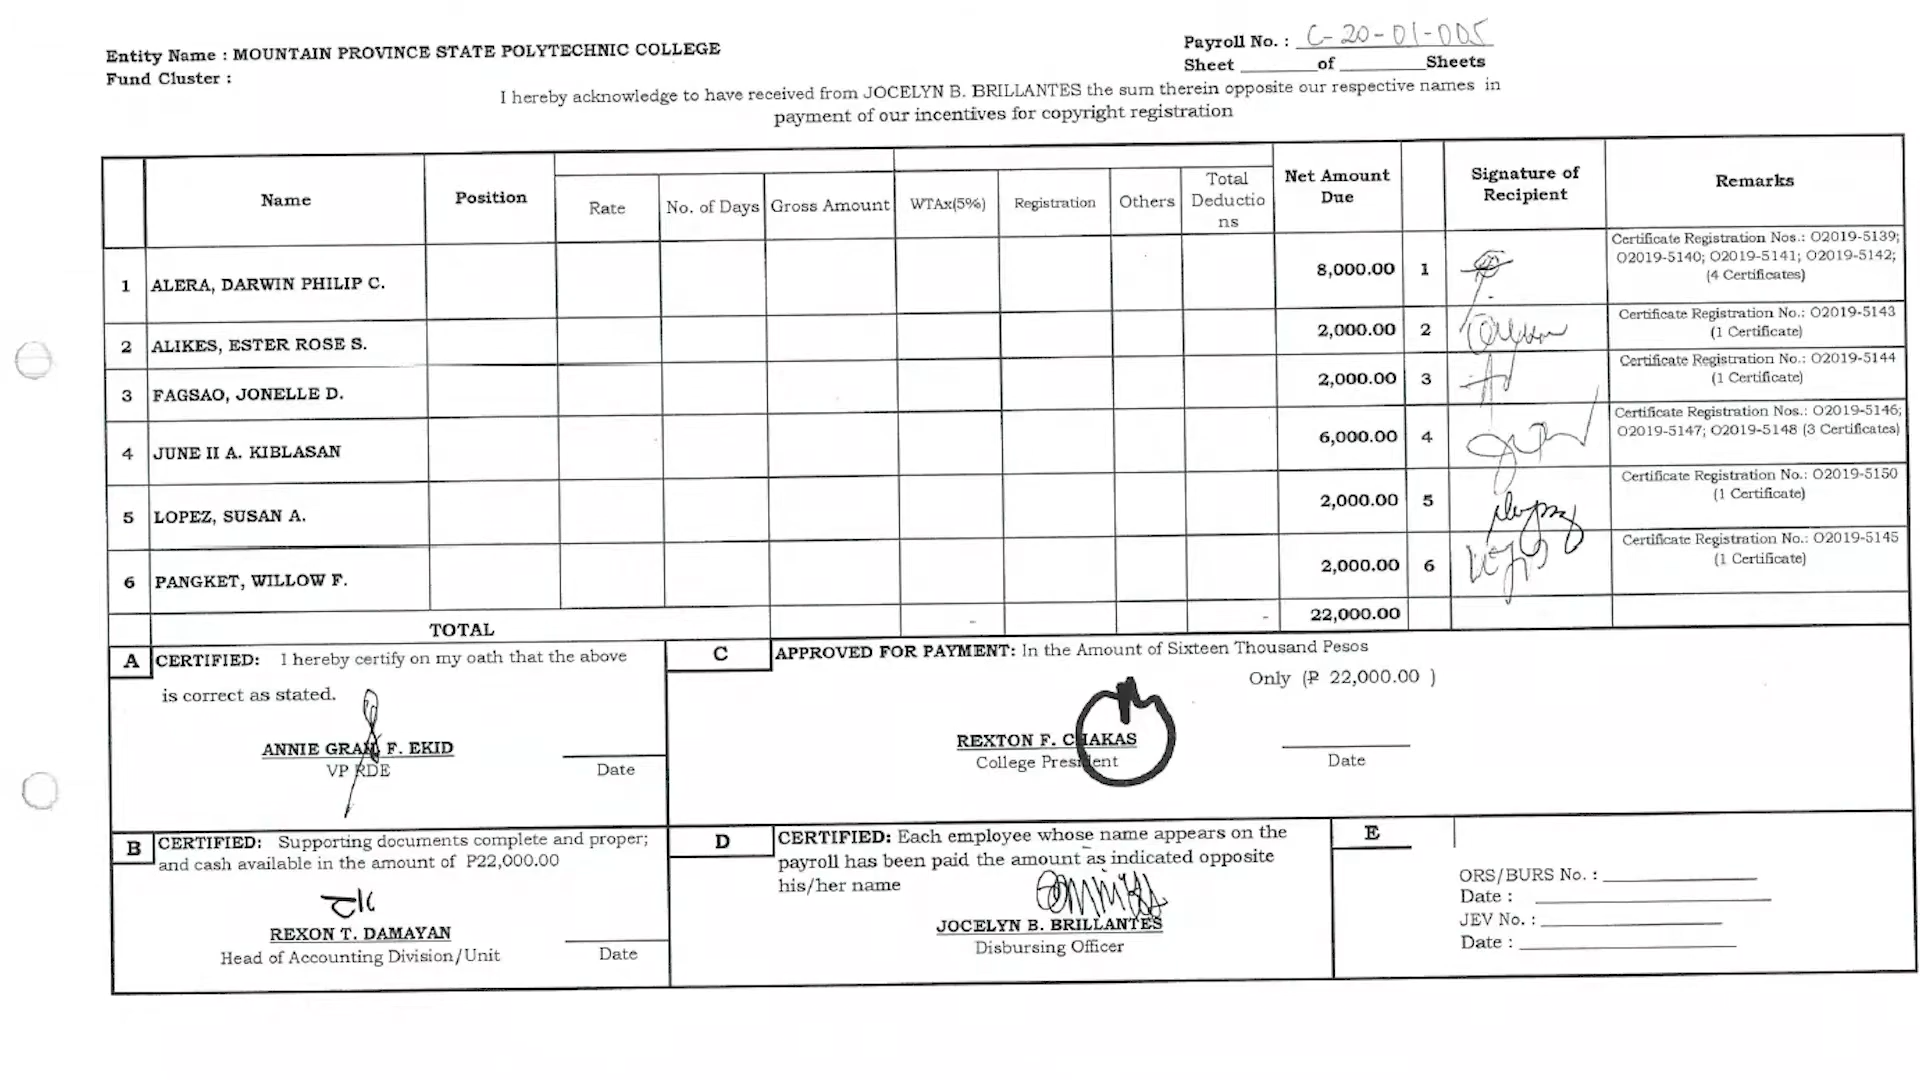 Entity Name : MOUNTAIN PROVINCE STATE POLYTECHNIC COLLEGE
Fund Cluster :
Payroll No. : C-20-01-005
Sheet ________of _________Sheets
I hereby acknowledge to have received from JOCELYN B. BRILLANTES the sum therein opposite our respective names in
payment of our incentives for copyright registration
Name Position Rate No. of Days Gross Amount WTAx(5%) Registration Others Total Deductio ns Net Amount Due Signature of Recipient Remarks
1 ALERA, DARWIN PHILIP C. 8,000.00 1 Certificate Registration Nos.: O2019-5139;
O2019-5140; O2019-5141; O2019-5142;
(4 Certificates)
2 ALIKES, ESTER ROSE S. 2,000.00 2 Certificate Registration No.: O2019-5143
(1 Certificate)
3 FAGSAO, JONELLE D. 2,000.00 3 Certificate Registration No.: O2019-5144
(1 Certificate)
4 JUNE II A. KIBLASAN 6,000.00 4 Certificate Registration Nos.: O2019-5146;
O2019-5147; O2019-5148 (3 Certificates)
5 LOPEZ, SUSAN A. 2,000.00 5 Certificate Registration No.: O2019-5150
(1 Certificate)
6 PANGKET, WILLOW F. 2,000.00 6 Certificate Registration No.: O2019-5145
(1 Certificate)
TOTAL - - 22,000.00
A CERTIFIED: I hereby certify on my oath that the above
is correct as stated.
ANNIE F. EKID
VP RDE
Date
C APPROVED FOR PAYMENT: In the Amount of Sixteen Thousand Pesos
Only (₱ 22,000.00 )
REXTON F. CHAKAS
College President
Date
B CERTIFIED: Supporting documents complete and proper;
and cash available in the amount of P22,000.00
REXON T. DAMAYAN
Head of Accounting Division/Unit
Date
D CERTIFIED: Each employee whose name appears on the
payroll has been paid the amount as indicated opposite
his/her name
JOCELYN B. BRILLANTES
Disbursing Officer
E
ORS/BURS No. : ______________
Date : ______________
JEV No. : ______________
Date : ______________